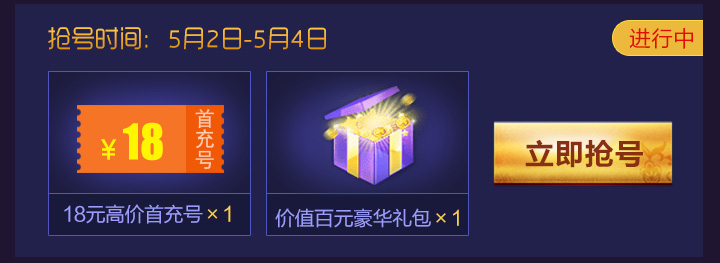 抢号时间： 5月2日-5月4日
进行中
¥18
首充号
18元高价首充号×1
价值百元豪华礼包×1
立即抢号